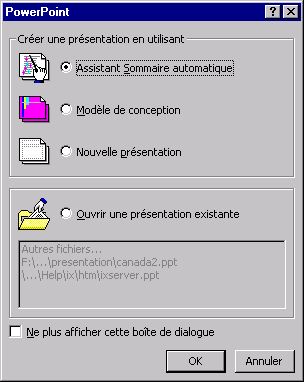 PowerPoint
Créer une présentation en utilisant
Assistant Sommaire automatique
Modèle de conception
Nouvelle présentation
Ouvrir une présentation existante
Autres fichiers...
F:\...\presentation\canada2.ppt
\...\Help\ix\htm\ixserver.ppt
Ne plus afficher cette boîte de dialogue
OK
Annuler